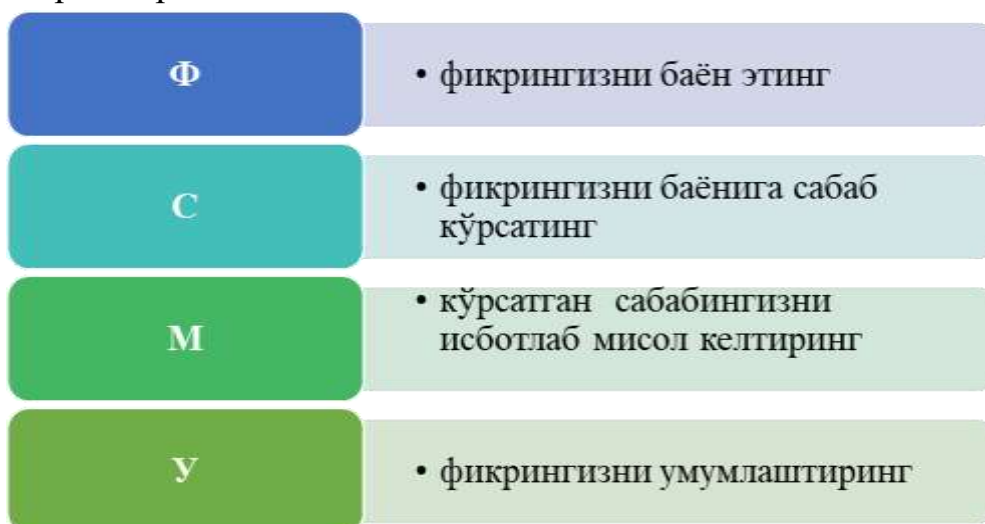 Ф
• фикрингизни баён этинг
С
• фикрингизни баёнига сабаб
кўрсатинг
М
• кўрсатган сабабингизни
исботлаб мисол келтиринг
У
• фикрингизни умумлаштиринг